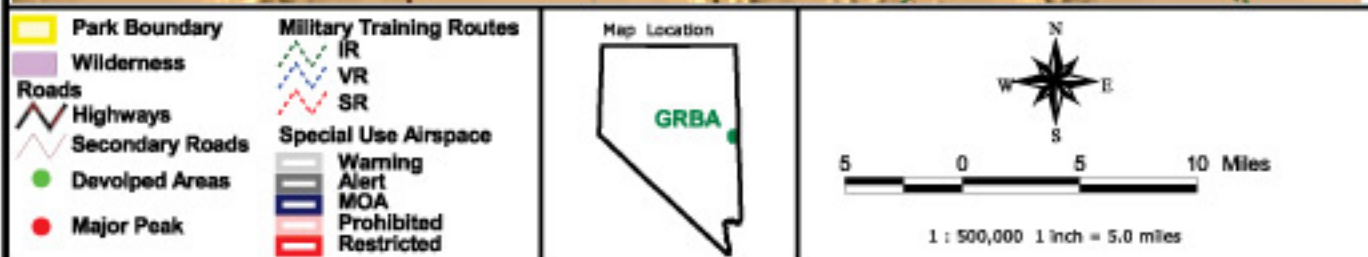 Park Boundary
Wilderness
Roads
Highways
Secondary Roads
Devolped Areas
Major Peak
Military Training Routes
IR
VR
SR
Special Use Airspace
Warning
Alert
MOA
Prohibited
Restricted
Map Location
GRBA
N
W E
S
5 0 5 10 Miles
1 : 500,000 1 inch = 5.0 miles